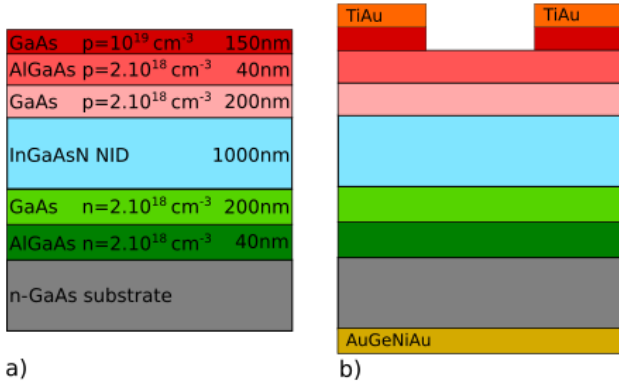 GaAs p=10¹⁹ cm⁻³ 150nm
AlGaAs p=2.10¹⁸ cm⁻³ 40nm
GaAs p=2.10¹⁸ cm⁻³ 200nm
InGaAsN NID 1000nm
GaAs n=2.10¹⁸ cm⁻³ 200nm
AlGaAs n=2.10¹⁸ cm⁻³ 40nm
n-GaAs substrate
a)
TiAu TiAu
AuGeNiAu
b)